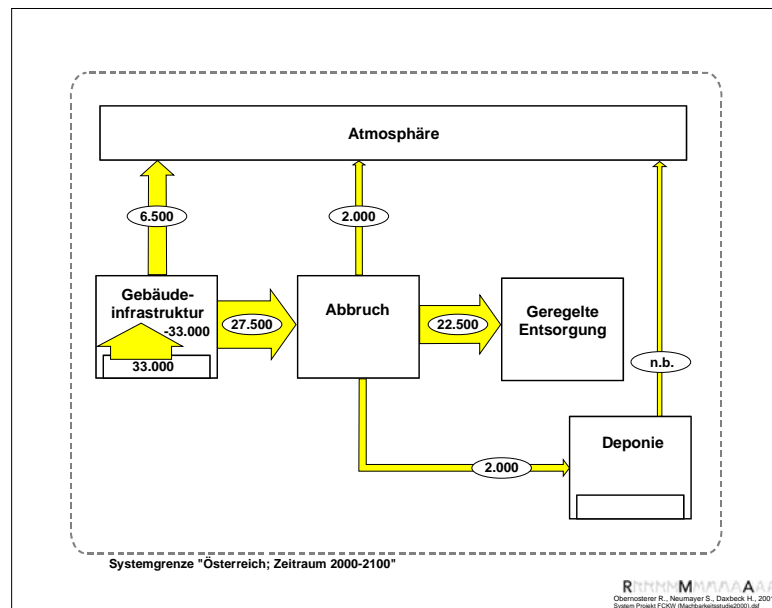 Atmosphäre
6.500
2.000
Gebäude-
infrastruktur
-33.000
33.000
27.500
Abbruch
22.500
Geregelte
Entsorgung
n.b.
Deponie
2.000
Systemgrenze "Österreich; Zeitraum 2000-2100"
R M A
Obernosterer R., Neumayer S., Daxbeck H., 2001
System Projekt FCKW (Machbarkeitsstudie2000).dsf